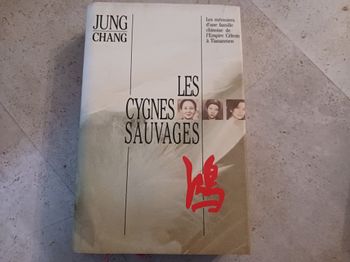 JUNG
CHANG
Les mémoires
d'une famille
chinoise de
l'Empire Céleste
à Tiananmen
LES
CYGNES
SAUVAGES
鴻